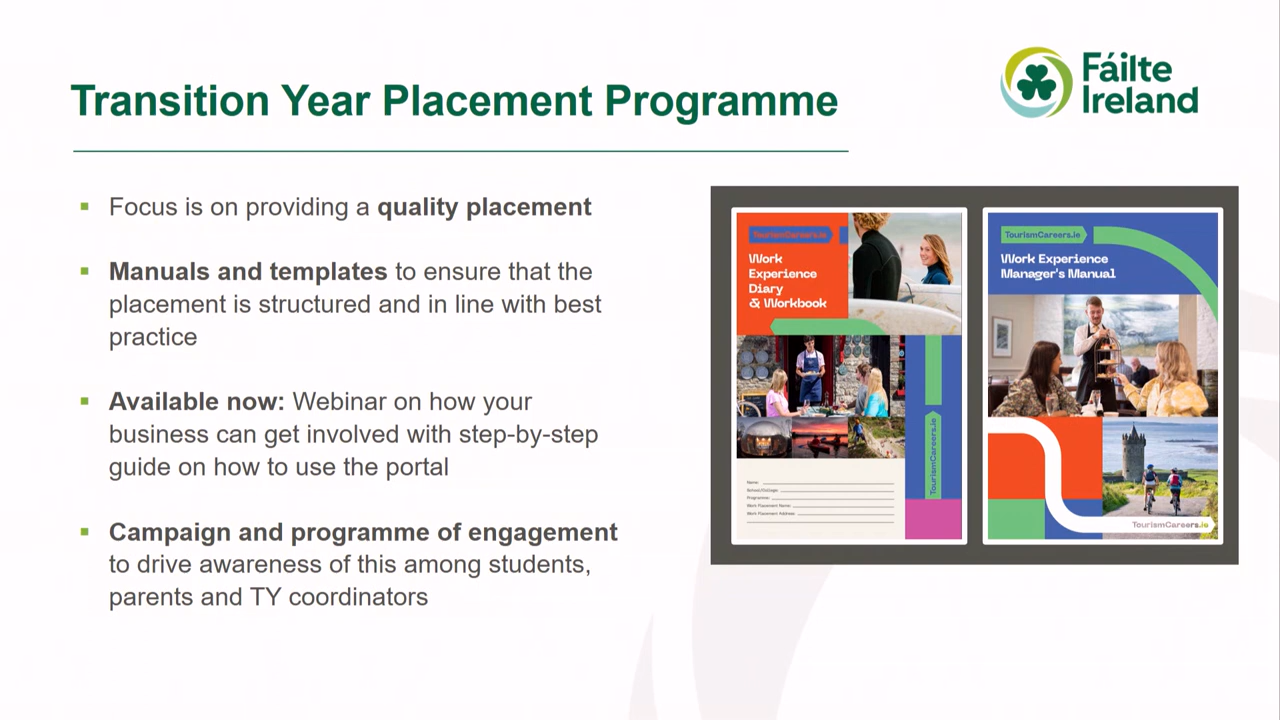 Transition Year Placement Programme
Fáilte
Ireland
Focus is on providing a quality placement
Manuals and templates to ensure that the
placement is structured and in line with best
practice
Available now: Webinar on how your
business can get involved with step-by-step
guide on how to use the portal
Campaign and programme of engagement
to drive awareness of this among students,
parents and TY coordinators
TourismCareers.ie
Work
Experience
Diary
& Workbook
Name:
School/College:
Programme:
Work Placement Name:
Work Placement Address:
TourismCareers.ie
TourismCareers.ie
Work Experience
Manager's Manual
TourismCareers.ie